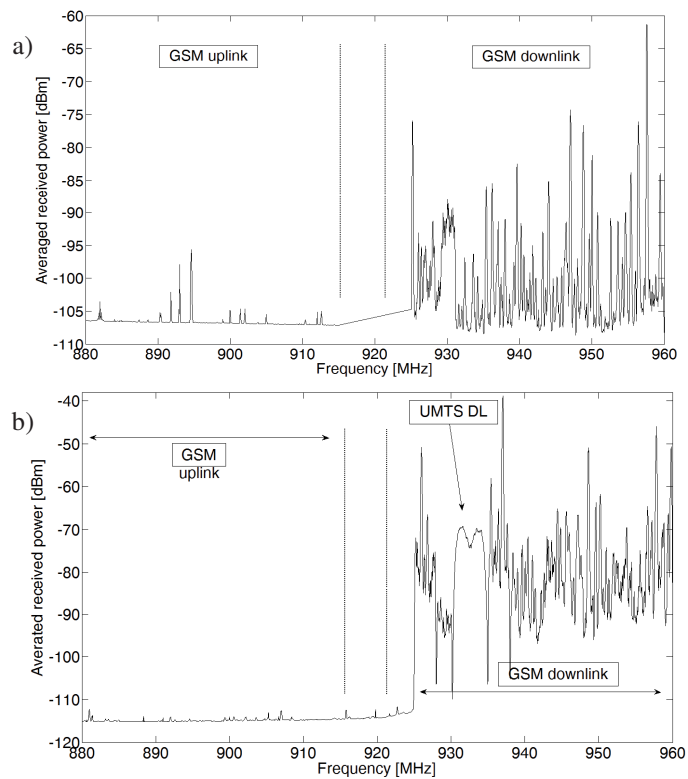 a)
-60
-65
-70
-75
-80
-85
-90
-95
-100
-105
-110
Averaged received power [dBm]
GSM uplink
GSM downlink
880 890 900 910 920 930 940 950 960
Frequency [MHz]
b)
-40
-50
-60
-70
-80
-90
-100
-110
-120
Averated received power [dBm]
UMTS DL
GSM
uplink
GSM downlink
880 890 900 910 920 930 940 950 960
Frequency [MHz]